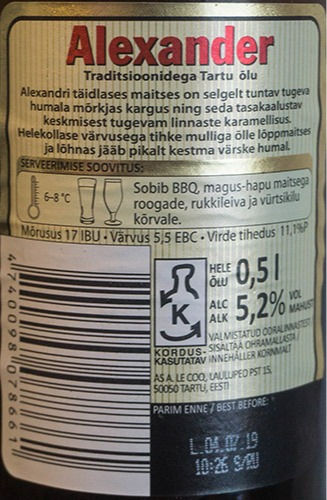 Alexander
Traditsioonidega Tartu õlu
Alexandri täidlases maitses on selgelt tuntav tugeva
humala mõrkjas kargus ning seda tasakaalustav
keskmisest tugevam linnaste karamellisus.
Helekollase värvusega tihke mulliga õlle lõppmaitses
ja lõhnas jääb pikalt kestma värske humal.
SERVEERIMISE SOOVITUS:
6–8 °C
Sobib BBQ, magus-hapu maitsega
roogade, rukkileiva ja vürtsikilu
kõrvale.
Mõrusus 17 IBU • Värvus 5,5 EBC • Virde tihedus 11,1%P
HELE
ÕLU
0,5 l
K
ALC
ALK
5,2%
VOL
MAHUST
KORDUS-
KASUTATAV
VALMISTATUD ODRALINNASTEST/
SISÄLTÄÄ OHRAMALLASTA/
INNEHÅLLER KORNMALT
AS A. LE COQ, LAULUPEO PST 15,
50050 TARTU, EESTI
PARIM ENNE / BEST BEFORE:
L.04.07.19
10:26 S/RU
4740098078661